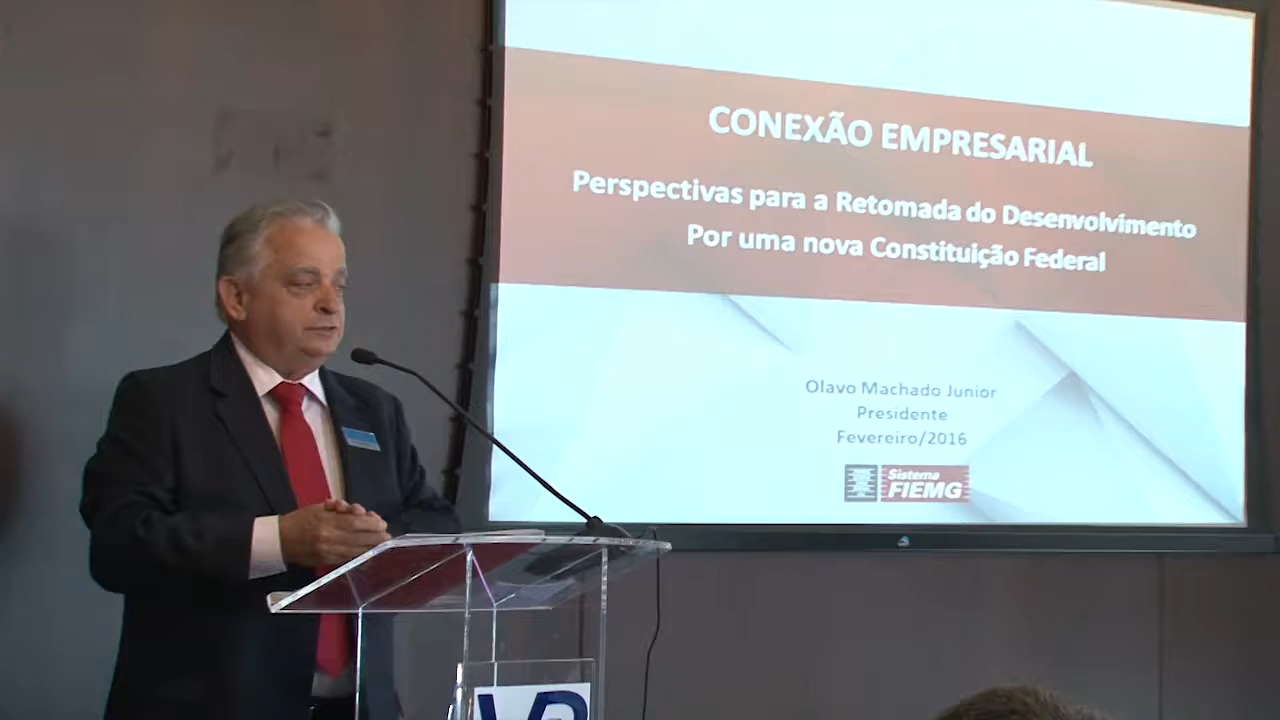 CONEXÃO EMPRESARIAL
Perspectivas para a Retomada do Desenvolvimento
Por uma nova Constituição Federal
Olavo Machado Junior
Presidente
Fevereiro/2016
Sistema
FIEMG